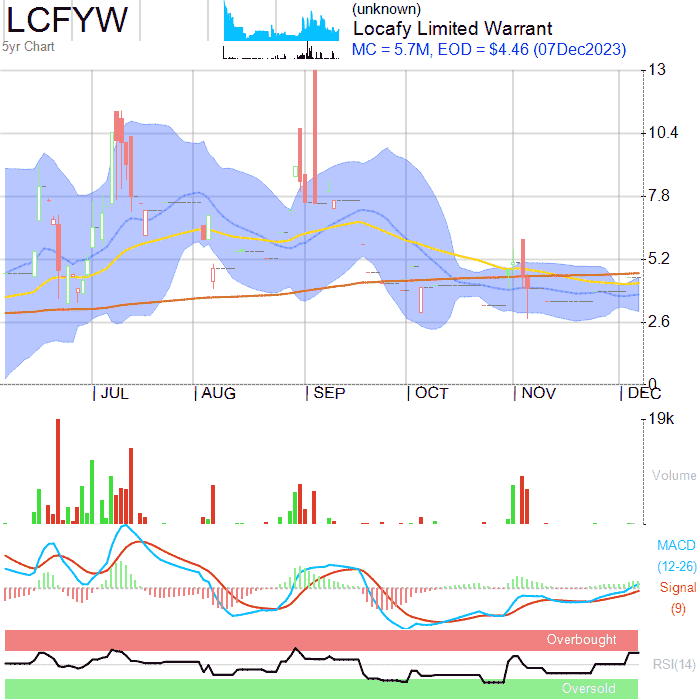 LCFYW
5yr Chart
(unknown)
Locafy Limited Warrant
MC = 5.7M, EOD = $4.46 (07Dec2023)
13
10.4
7.8
5.2
2.6
0
JUL AUG SEP OCT NOV DEC
19k
Volume
MACD
(12-26)
Signal
(9)
Overbought
RSI(14)
Oversold